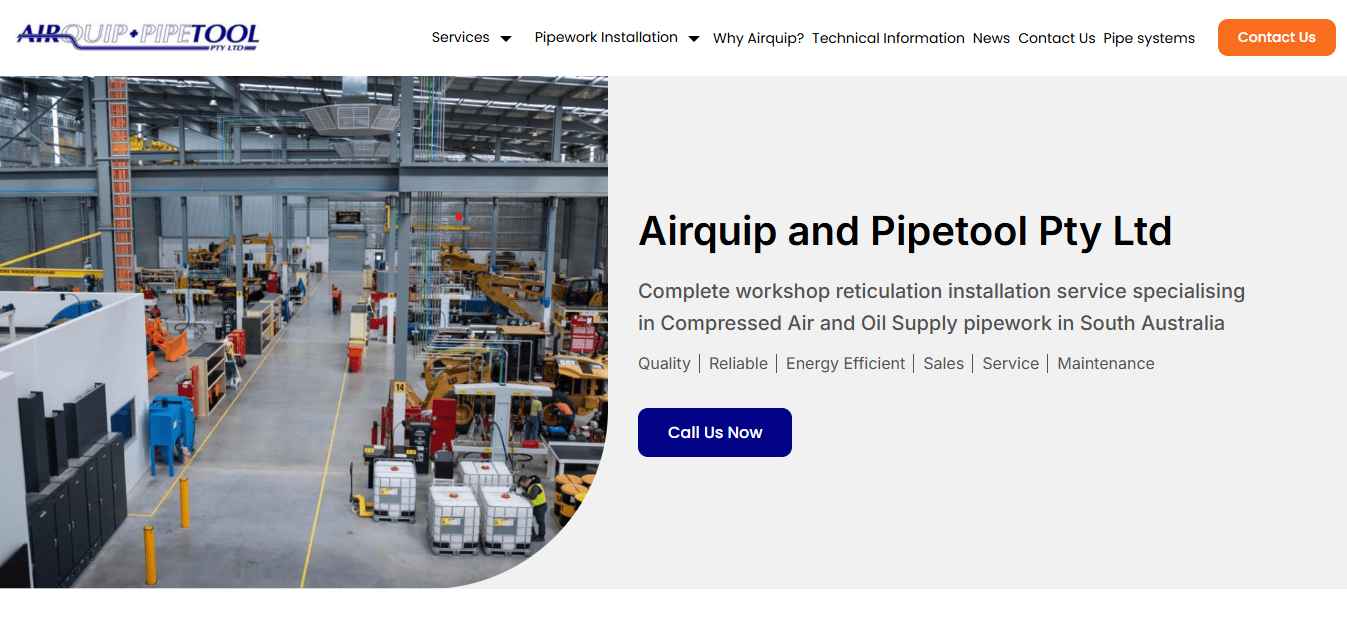 AIRQUIP • PIPETOOL
PTY LTD
Services
Pipework Installation
Why Airquip?
Technical Information
News
Contact Us
Pipe systems
Contact Us
14
Airquip and Pipetool Pty Ltd
Complete workshop reticulation installation service specialising
in Compressed Air and Oil Supply pipework in South Australia
Quality | Reliable | Energy Efficient | Sales | Service | Maintenance
Call Us Now